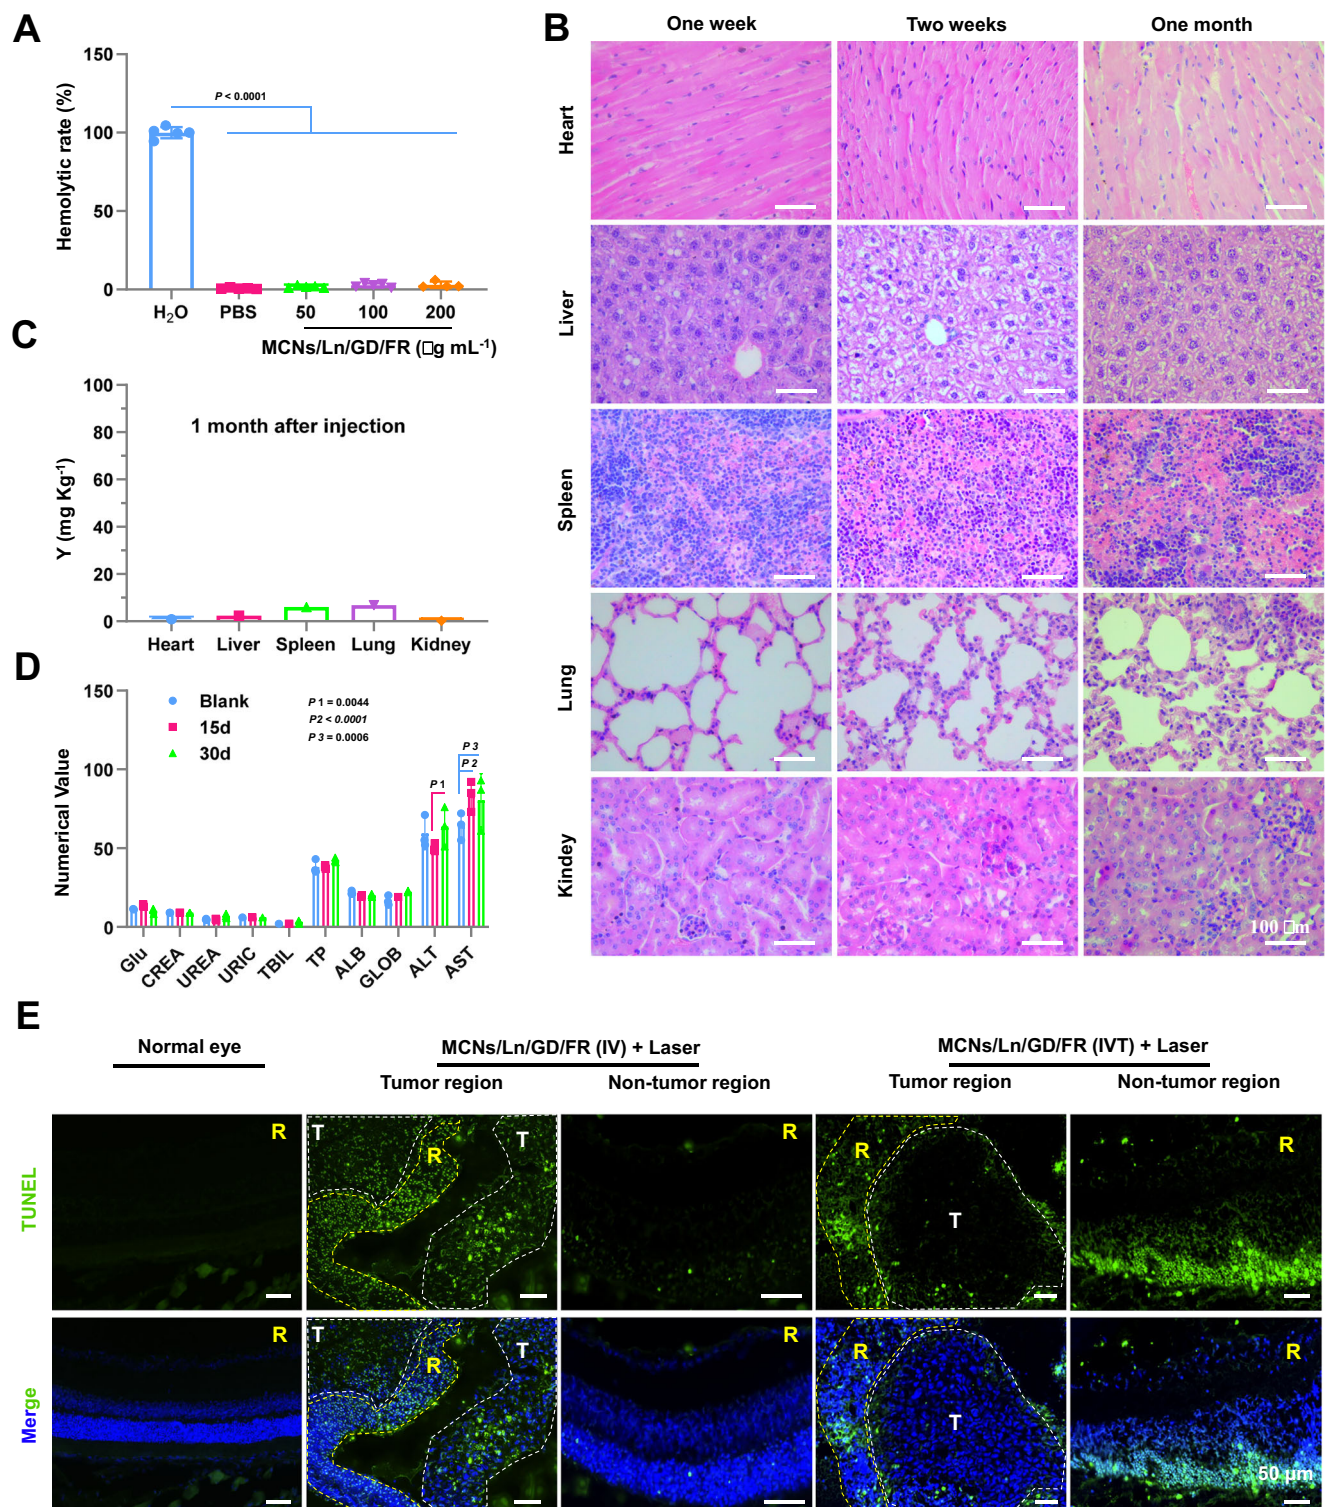 A
150
100
50
0
Hemolytic rate (%)
P < 0.0001
H₂O PBS 50 100 200
MCNs/Ln/GD/FR (□g mL⁻¹)
B
One week Two weeks One month
Heart
Liver
Spleen
Lung
Kindey
100 □m
C
100
80
60
40
20
0
Y (mg Kg⁻¹)
1 month after injection
Heart Liver Spleen Lung Kidney
D
150
100
50
0
Numerical Value
Blank
15d
30d
P 1 = 0.0044
P2 < 0.0001
P 3 = 0.0006
P 1
P 3
P 2
Glu CREA UREA URIC TBIL TP ALB GLOB ALT AST
E
Normal eye MCNs/Ln/GD/FR (IV) + Laser MCNs/Ln/GD/FR (IVT) + Laser
Tumor region Non-tumor region Tumor region Non-tumor region
TUNEL
R T R T R R T R
Merge
R T R T R R T R
50 µm